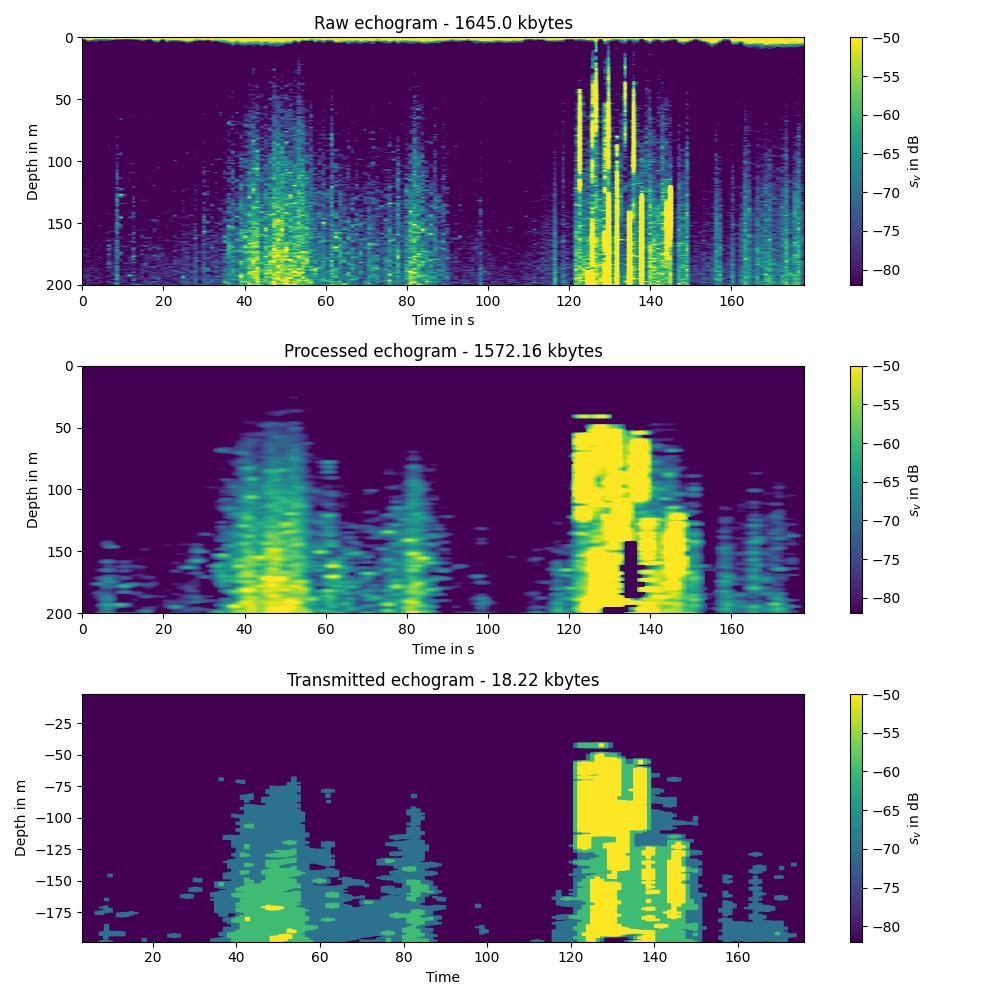 Raw echogram - 1645.0 kbytes
0
50
100
150
200
Depth in m
0 20 40 60 80 100 120 140 160
Time in s
−50
−55
−60
−65
−70
−75
−80
sv in dB
Processed echogram - 1572.16 kbytes
0
50
100
150
200
Depth in m
0 20 40 60 80 100 120 140 160
Time in s
−50
−55
−60
−65
−70
−75
−80
sv in dB
Transmitted echogram - 18.22 kbytes
−25
−50
−75
−100
−125
−150
−175
Depth in m
20 40 60 80 100 120 140 160
Time
−50
−55
−60
−65
−70
−75
−80
sv in dB